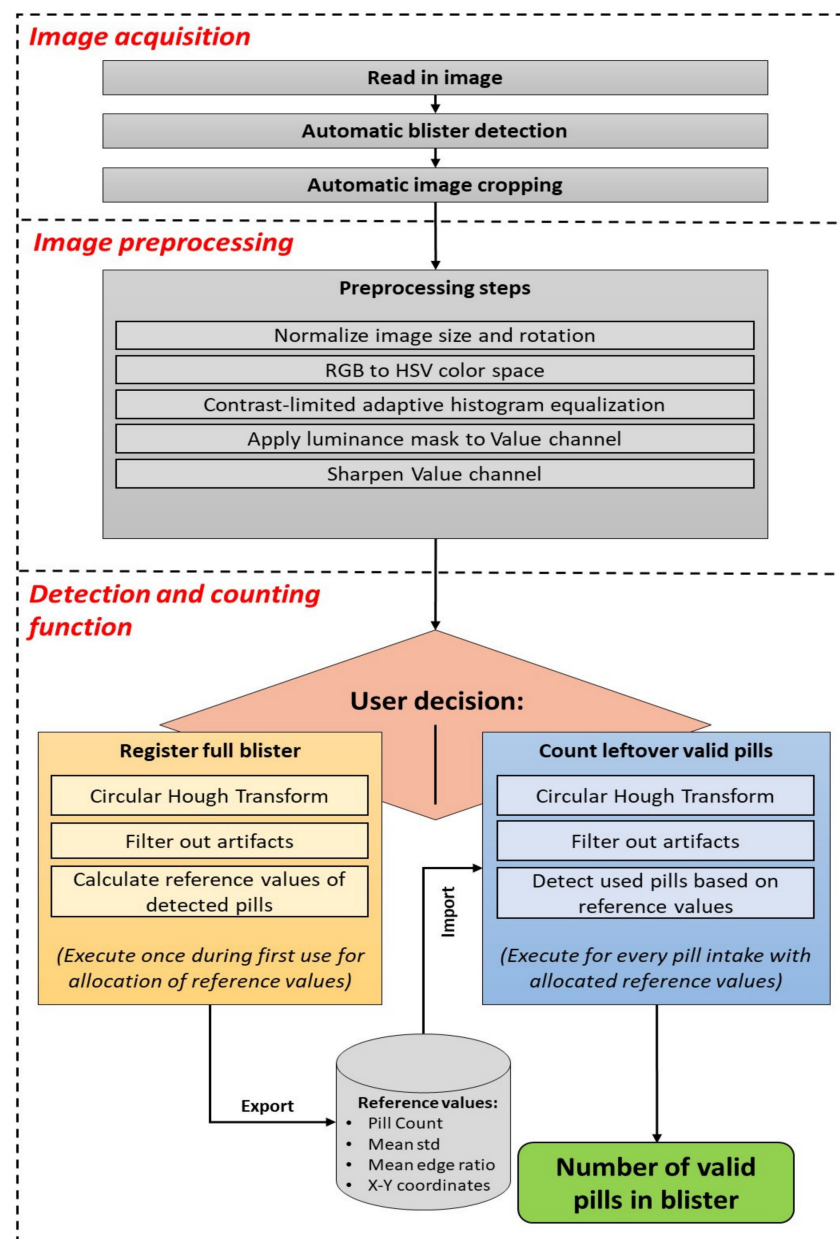 Image acquisition
Read in image
Automatic blister detection
Automatic image cropping
Image preprocessing
Preprocessing steps
Normalize image size and rotation
RGB to HSV color space
Contrast-limited adaptive histogram equalization
Apply luminance mask to Value channel
Sharpen Value channel
Detection and counting
function
User decision:
Register full blister
Circular Hough Transform
Filter out artifacts
Calculate reference values of
detected pills
(Execute once during first use for
allocation of reference values)
Count leftover valid pills
Circular Hough Transform
Filter out artifacts
Detect used pills based on
reference values
(Execute for every pill intake with
allocated reference values)
Import
Export
Reference values:
• Pill Count
• Mean std
• Mean edge ratio
• X-Y coordinates
Number of valid
pills in blister